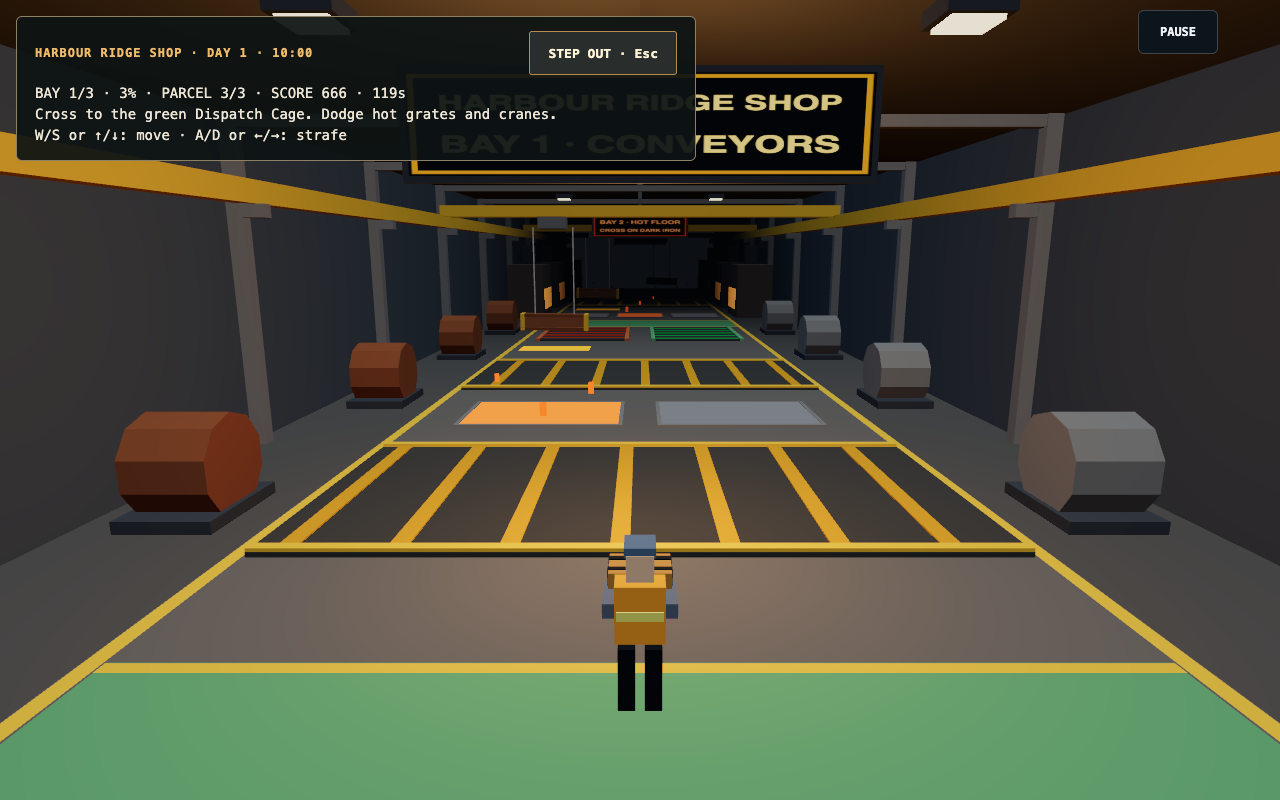 HARBOUR RIDGE SHOP · DAY 1 · 10:00
STEP OUT · Esc
PAUSE
BAY 1/3 · 3% · PARCEL 3/3 · SCORE 666 · 119s
Cross to the green Dispatch Cage. Dodge hot grates and cranes.
W/S or ↑/↓: move · A/D or ←/→: strafe
HARBOUR RIDGE SHOP
BAY 1 · CONVEYORS
BAY 2 · HOT FLOOR
CROSS ON DARK IRON